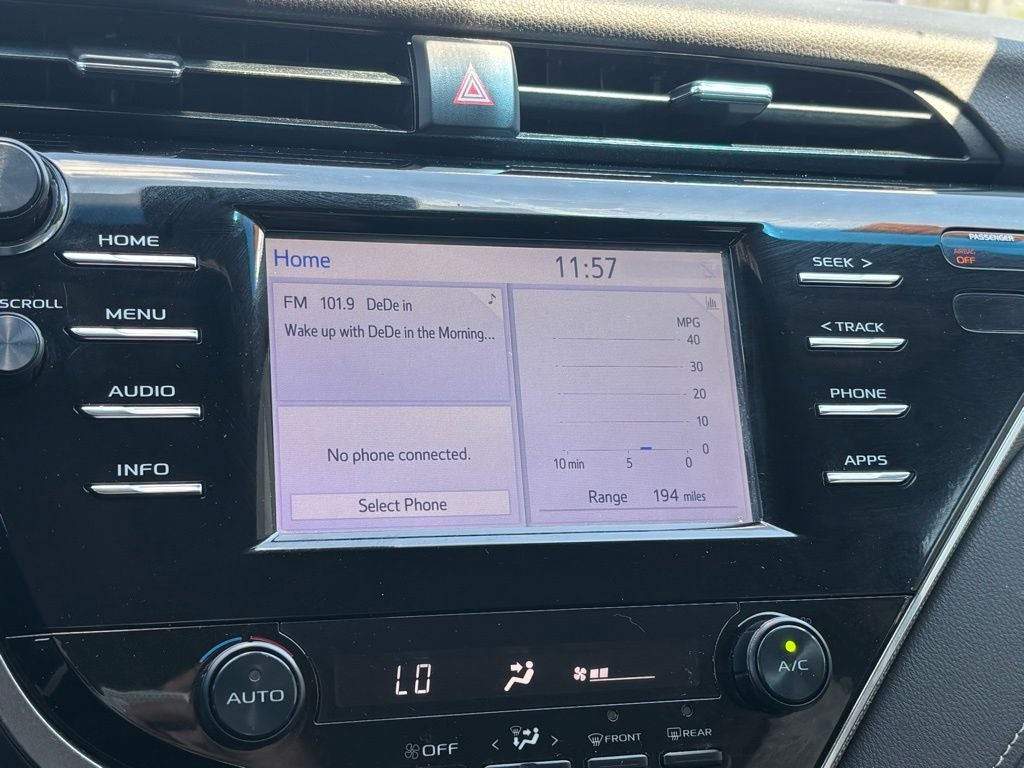 HOME
SCROLL
MENU
AUDIO
INFO
Home
11:57
FM 101.9 DeDe in
Wake up with DeDe in the Morning...
No phone connected.
Select Phone
MPG
40
30
20
10
0
10 min 5 0
Range 194 miles
PASSENGER
AIRBAG
OFF
SEEK >
< TRACK
PHONE
APPS
AUTO
LO
A/C
OFF
< >
FRONT
REAR